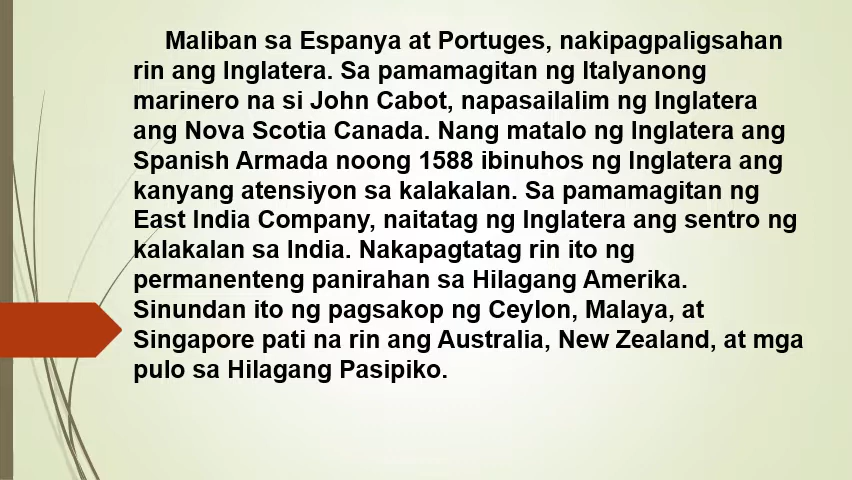 Maliban sa Espanya at Portuges, nakipagpaligsahan
rin ang Inglatera. Sa pamamagitan ng Italyanong
marinero na si John Cabot, napasailalim ng Inglatera
ang Nova Scotia Canada. Nang matalo ng Inglatera ang
Spanish Armada noong 1588 ibinuhos ng Inglatera ang
kanyang atensiyon sa kalakalan. Sa pamamagitan ng
East India Company, naitatag ng Inglatera ang sentro ng
kalakalan sa India. Nakapagtatag rin ito ng
permanenteng panirahan sa Hilagang Amerika.
Sinundan ito ng pagsakop ng Ceylon, Malaya, at
Singapore pati na rin ang Australia, New Zealand, at mga
pulo sa Hilagang Pasipiko.